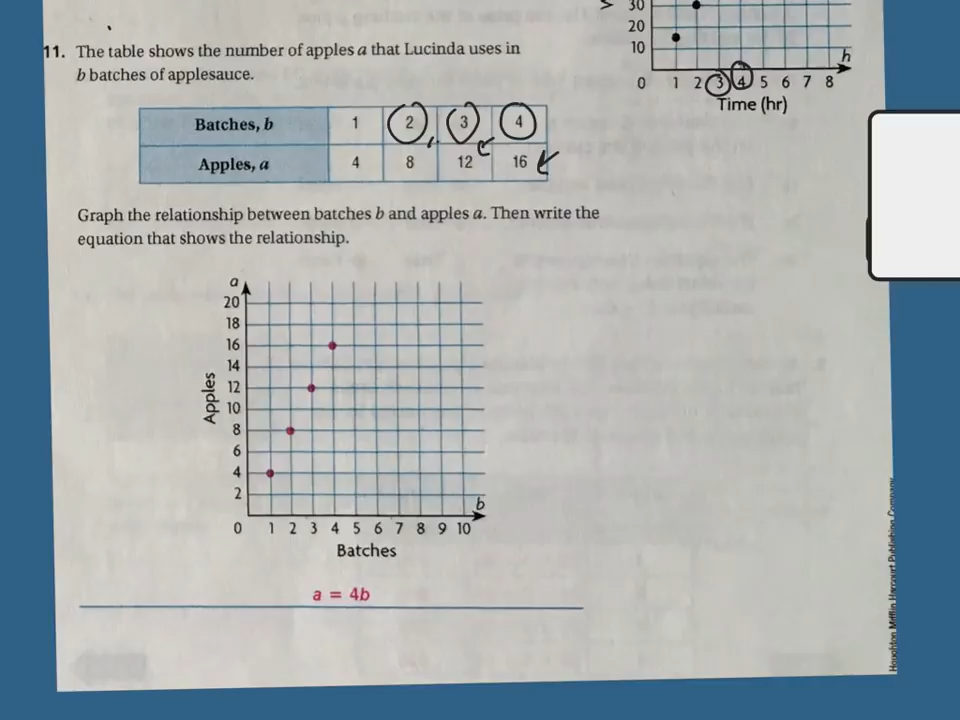 30
20
10
h
0 1 2 3 4 5 6 7 8
Time (hr)
11. The table shows the number of apples a that Lucinda uses in
b batches of applesauce.
Batches, b 1 2 3 4
Apples, a 4 8 12 16
Graph the relationship between batches b and apples a. Then write the
equation that shows the relationship.
a
20
18
16
14
12
10
8
6
4
2
Apples
b
0 1 2 3 4 5 6 7 8 9 10
Batches
a = 4b
Houghton Mifflin Harcourt Publishing Company